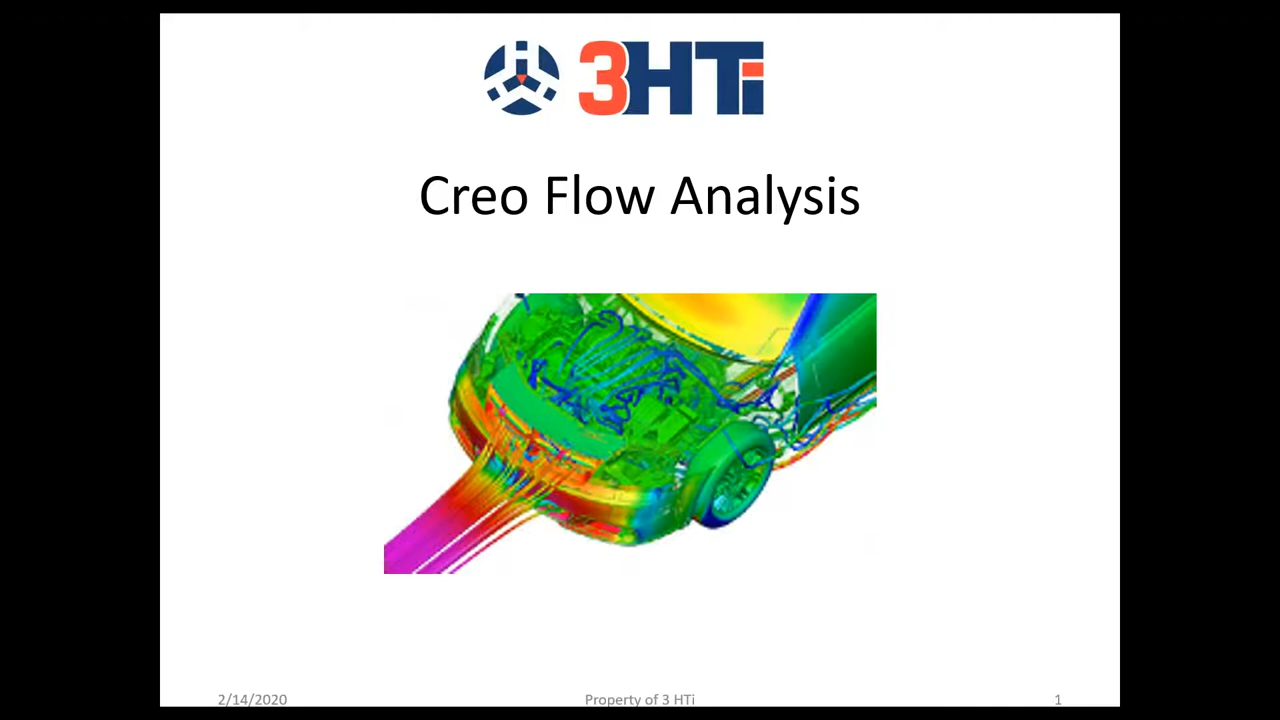 3HTi
Creo Flow Analysis
2/14/2020
Property of 3 HTi
1